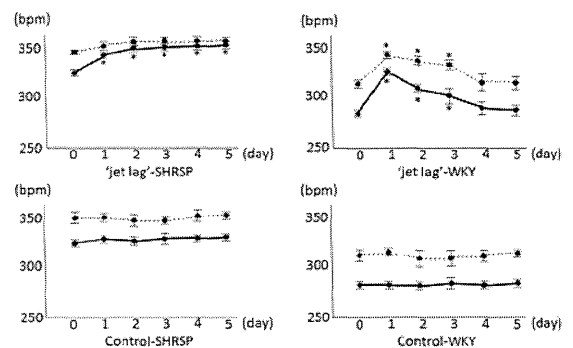 (bpm) (bpm)
350 350
300 300
250 250
0 1 2 3 4 5 (day) 0 1 2 3 4 5 (day)
'jet lag'-SHRSP 'jet lag'-WKY
(bpm) (bpm)
350 350
300 300
250 250
0 1 2 3 4 5 (day) 0 1 2 3 4 5 (day)
Control-SHRSP Control-WKY